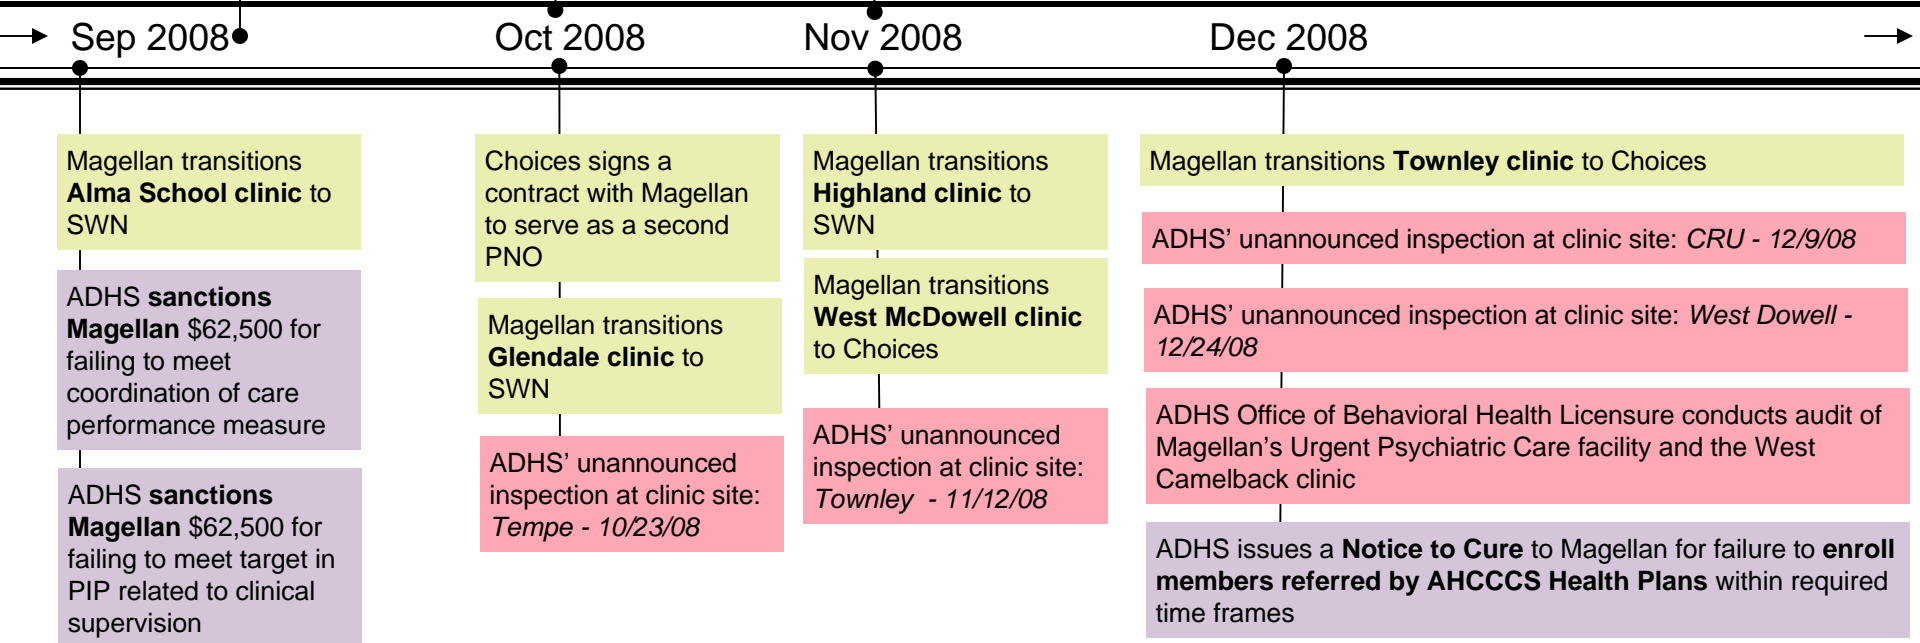 Sep 2008
Oct 2008
Nov 2008
Dec 2008
Magellan transitions
Alma School clinic to
SWN
ADHS sanctions
Magellan $62,500 for
failing to meet
coordination of care
performance measure
ADHS sanctions
Magellan $62,500 for
failing to meet target in
PIP related to clinical
supervision
Choices signs a
contract with Magellan
to serve as a second
PNO
Magellan transitions
Glendale clinic to
SWN
ADHS’ unannounced
inspection at clinic site:
Tempe - 10/23/08
Magellan transitions
Highland clinic to
SWN
Magellan transitions
West McDowell clinic
to Choices
ADHS’ unannounced
inspection at clinic site:
Townley - 11/12/08
Magellan transitions Townley clinic to Choices
ADHS’ unannounced inspection at clinic site: CRU - 12/9/08
ADHS’ unannounced inspection at clinic site: West Dowell -
12/24/08
ADHS Office of Behavioral Health Licensure conducts audit of
Magellan’s Urgent Psychiatric Care facility and the West
Camelback clinic
ADHS issues a Notice to Cure to Magellan for failure to enroll
members referred by AHCCCS Health Plans within required
time frames